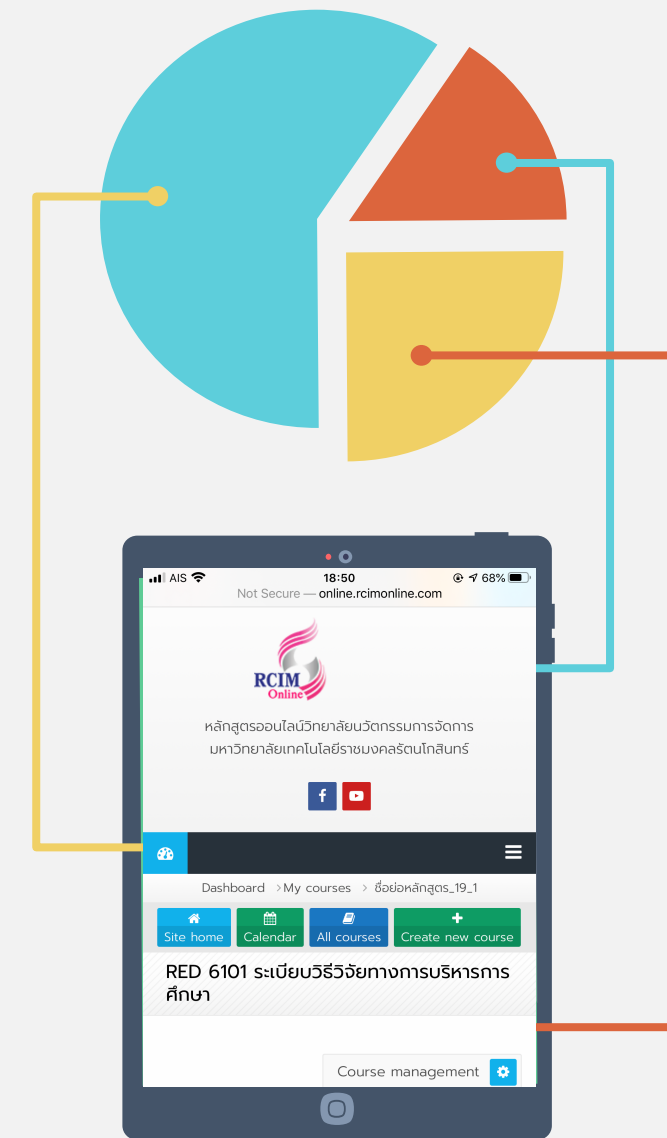 AIS 18:50 68%
Not Secure — online.rcimonline.com
RCIM
Online
หลักสูตรออนไลน์วิทยาลัยนวัตกรรมการจัดการ
มหาวิทยาลัยเทคโนโลยีราชมงคลรัตนโกสินทร์
Dashboard > My courses > ชื่อย่อหลักสูตร_19_1
Site home Calendar All courses Create new course
RED 6101 ระเบียบวิธีวิจัยทางการบริหารการ
ศึกษา
Course management